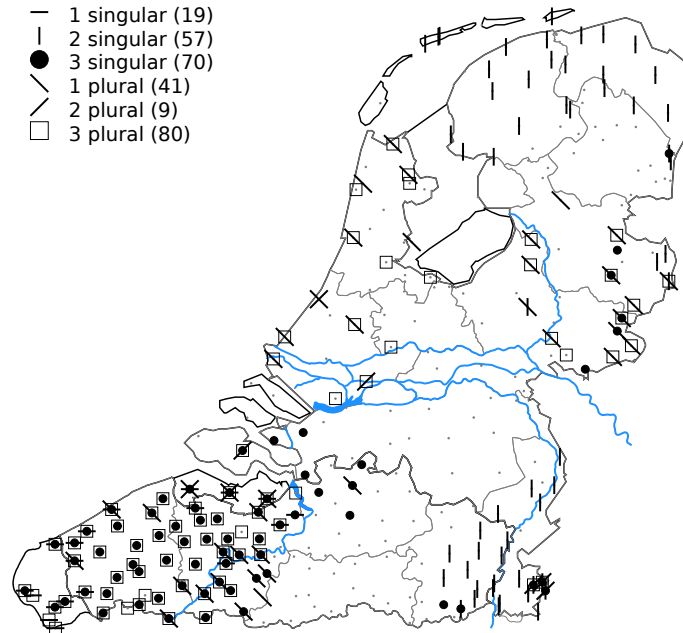 1 singular (19)
2 singular (57)
3 singular (70)
1 plural (41)
2 plural (9)
3 plural (80)